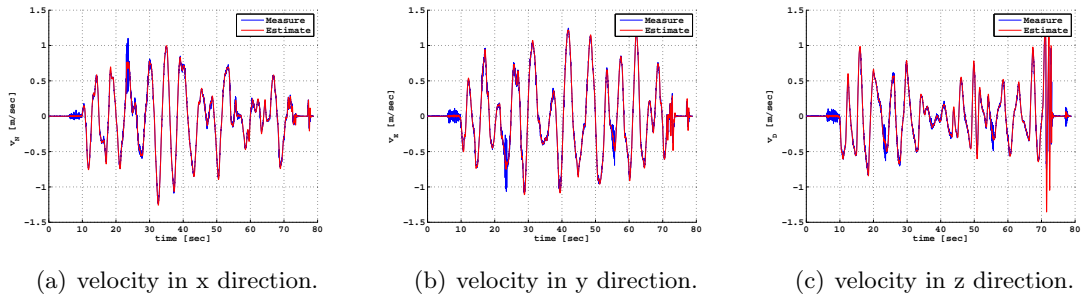 1.5
1
0.5
0
−0.5
−1
−1.5
v_N [m/sec]
0 10 20 30 40 50 60 70 80
time [sec]
Measure
Estimate
(a) velocity in x direction.
1.5
1
0.5
0
−0.5
−1
−1.5
v_E [m/sec]
0 10 20 30 40 50 60 70 80
time [sec]
Measure
Estimate
(b) velocity in y direction.
1.5
1
0.5
0
−0.5
−1
−1.5
v_D [m/sec]
0 10 20 30 40 50 60 70 80
time [sec]
Measure
Estimate
(c) velocity in z direction.